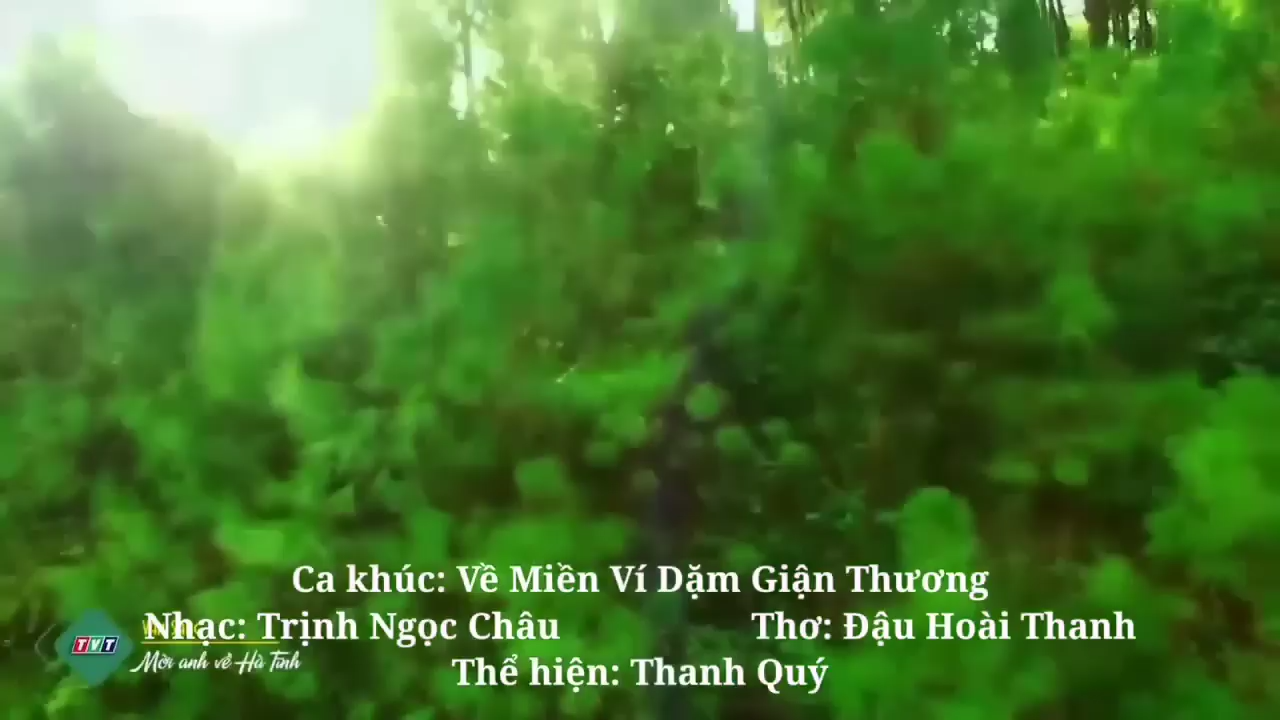 Ca khúc: Về Miền Ví Dặm Giận Thương
Nhạc: Trịnh Ngọc Châu Thơ: Đậu Hoài Thanh
TVT
Mời anh về Hà Tĩnh
Thể hiện: Thanh Quý